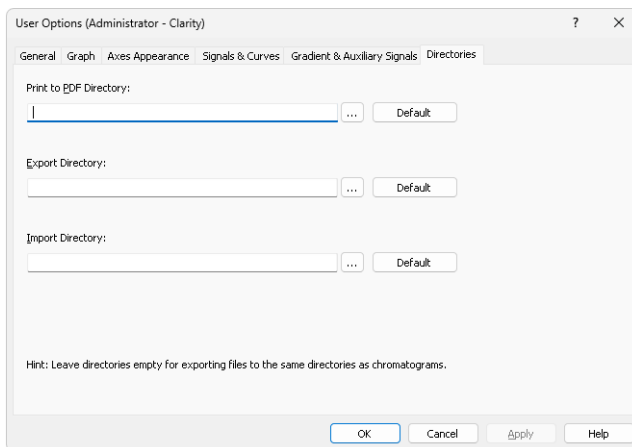 User Options (Administrator - Clarity) ?
General Graph Axes Appearance Signals & Curves Gradient & Auxiliary Signals Directories
Print to PDF Directory:
... Default
Export Directory:
... Default
Import Directory:
... Default
Hint: Leave directories empty for exporting files to the same directories as chromatograms.
OK Cancel Apply Help